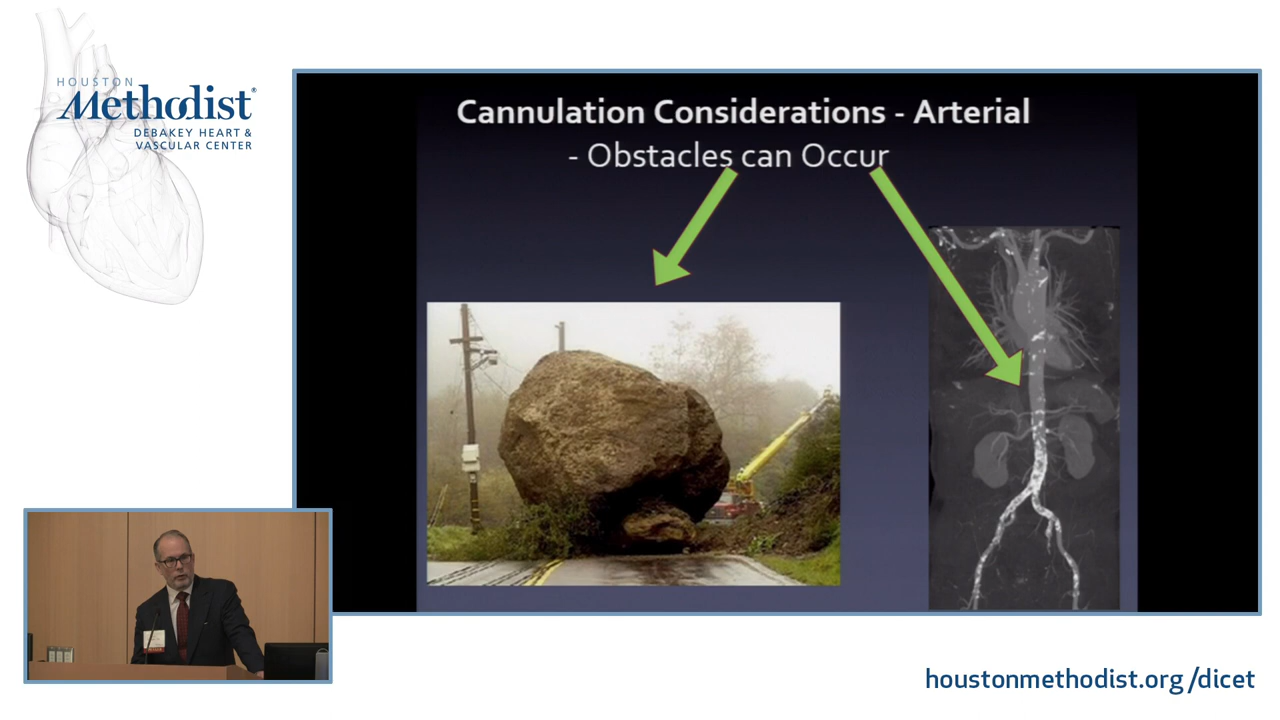 HOUSTON
Methodist®
DEBAKEY HEART &
VASCULAR CENTER
Cannulation Considerations - Arterial
- Obstacles can Occur
houstonmethodist.org/dicet